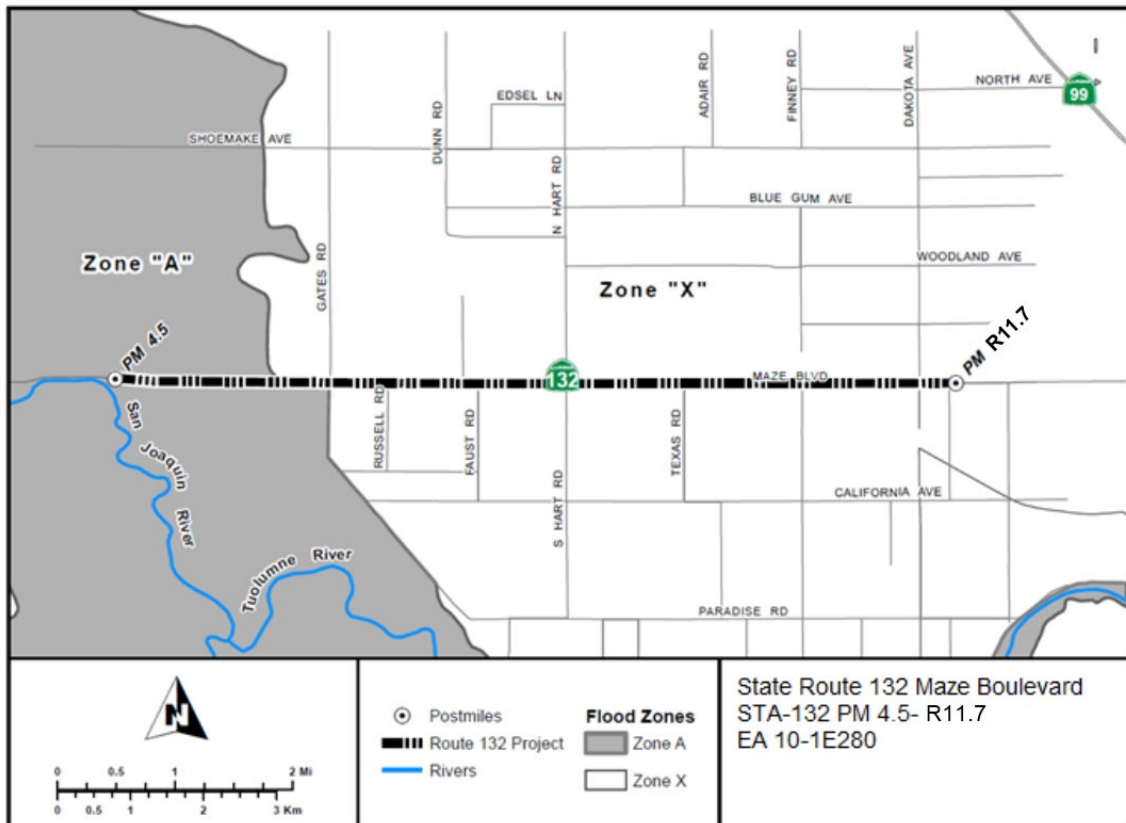 EDSEL LN
DUNN RD
ADAIR RD
FINNEY RD
DAKOTA AVE
NORTH AVE
99
SHOEMAKE AVE
N HART RD
BLUE GUM AVE
Zone "A"
GATES RD
Zone "X"
WOODLAND AVE
PM 4.5
132
MAZE BLVD
PM R11.7
San Joaquin River
RUSSELL RD
FAUST RD
TEXAS RD
S HART RD
CALIFORNIA AVE
Tuolumne River
PARADISE RD
N
0 0.5 1 2 Mi
0 0.5 1 2 3 Km
Postmiles
Route 132 Project
Rivers
Flood Zones
Zone A
Zone X
State Route 132 Maze Boulevard
STA-132 PM 4.5- R11.7
EA 10-1E280